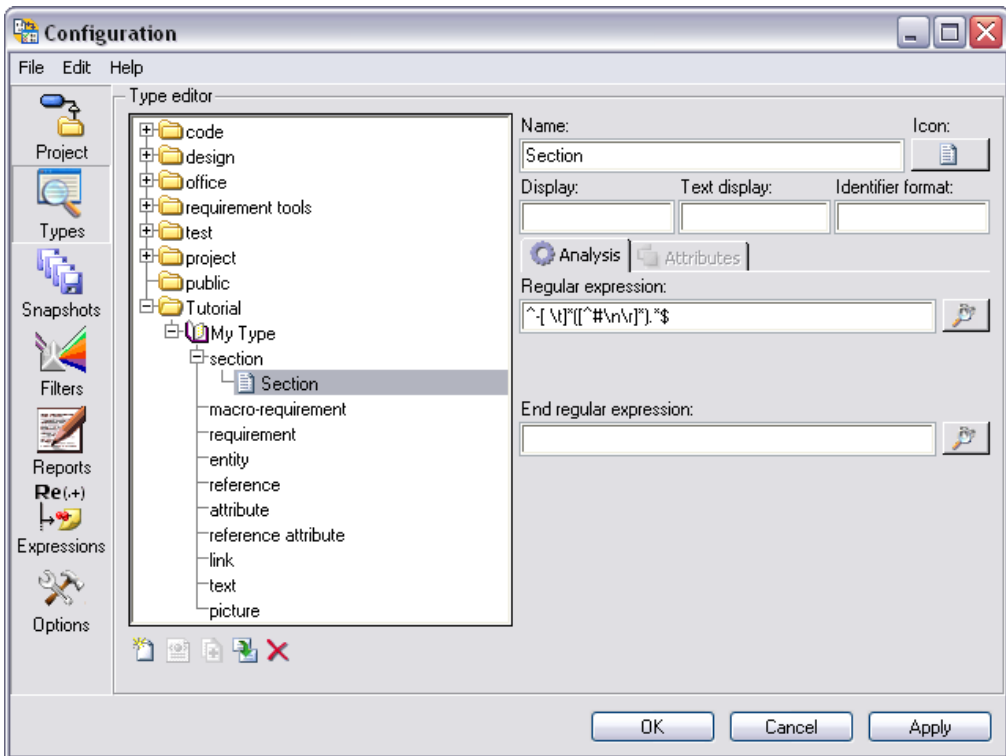 Configuration
File Edit Help
Project
Types
Snapshots
Filters
Reports
Re(.+)
Expressions
Options
Type editor
code
design
office
requirement tools
test
project
public
Tutorial
My Type
section
Section
macro-requirement
requirement
entity
reference
attribute
reference attribute
link
text
picture
Name: Icon:
Section
Display: Text display: Identifier format:
Analysis Attributes
Regular expression:
^-[ \t]*([^#\n\r]*).*$
End regular expression:
OK Cancel Apply